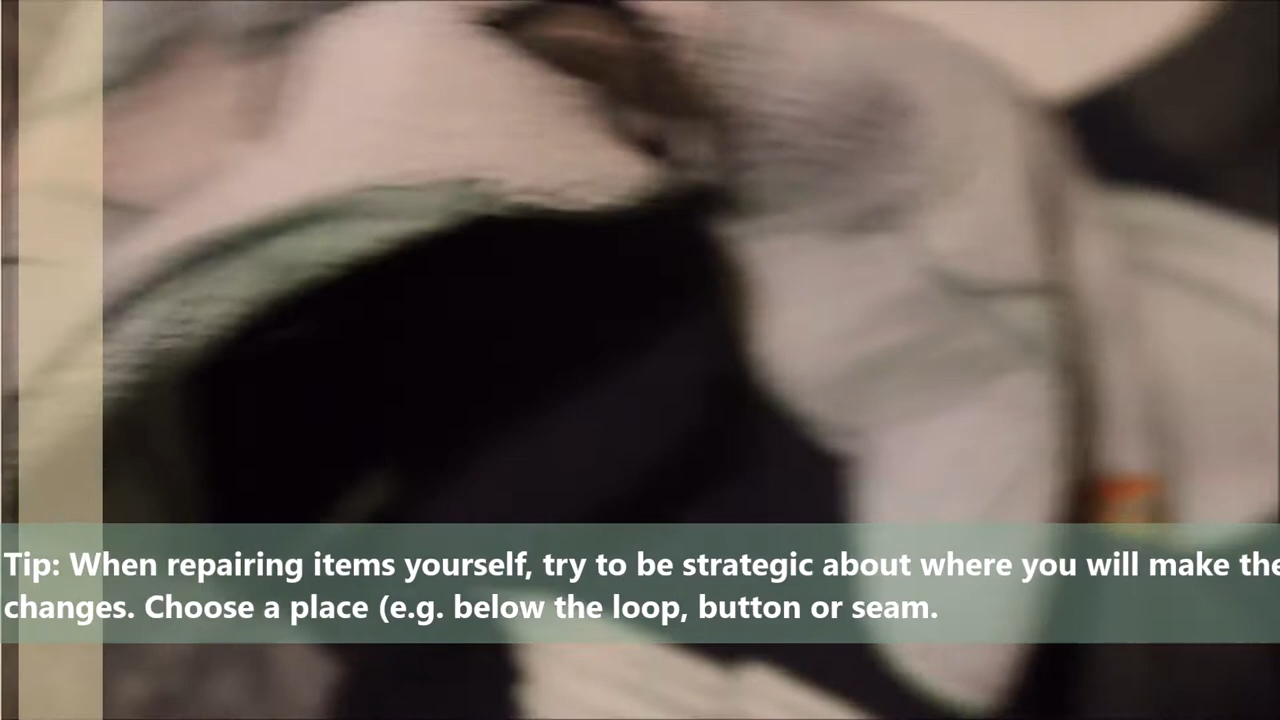 Tip: When repairing items yourself, try to be strategic about where you will make the
changes. Choose a place (e.g. below the loop, button or seam.